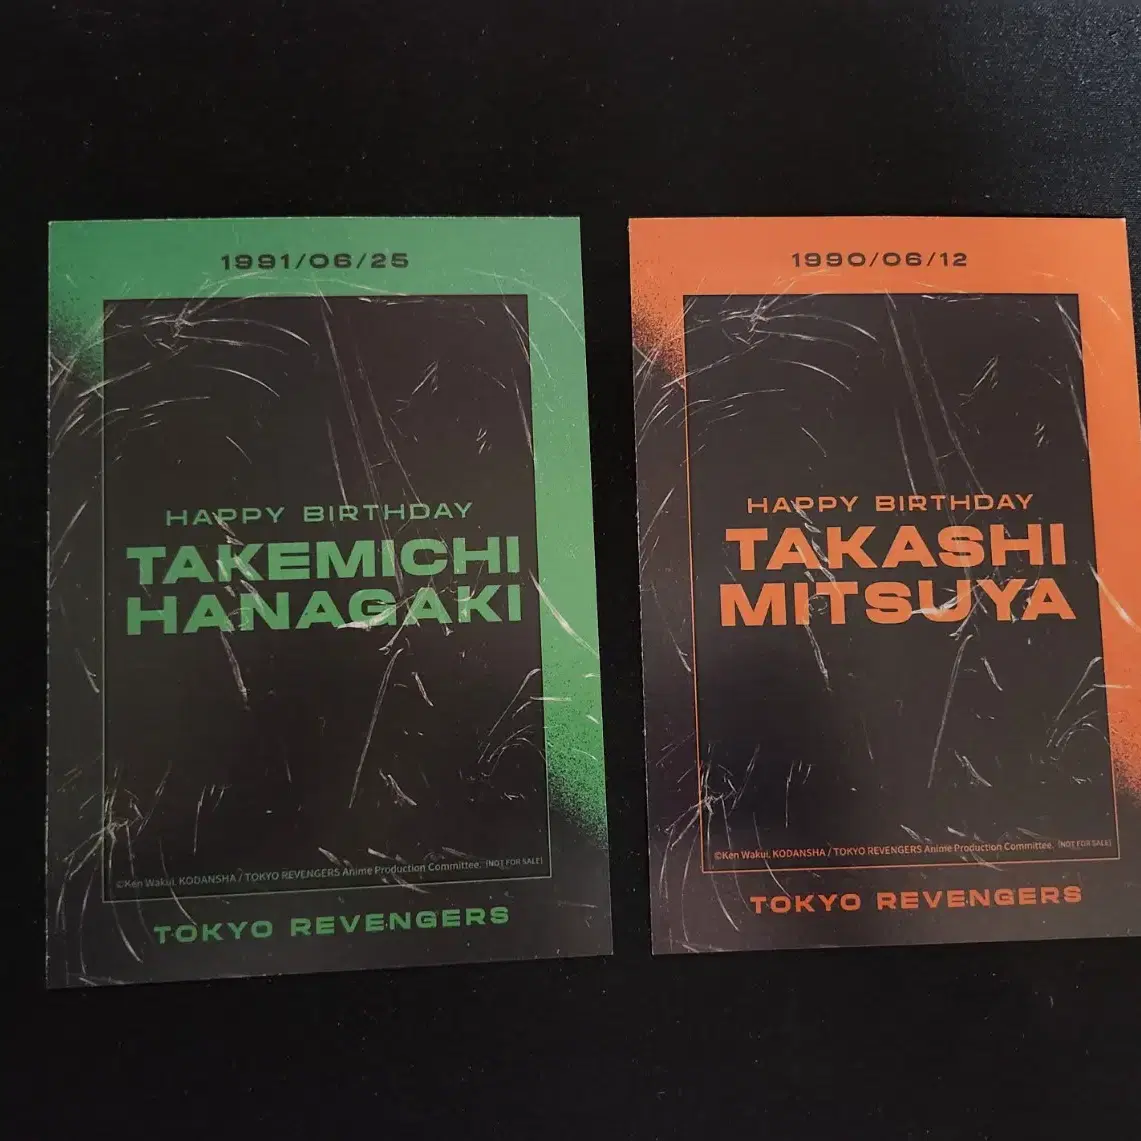 1991/06/25
HAPPY BIRTHDAY
TAKEMICHI
HANAGAKI
©Ken Wakui, KODANSHA / TOKYO REVENGERS Anime Production Committee. [NOT FOR SALE]
TOKYO REVENGERS
1990/06/12
HAPPY BIRTHDAY
TAKASHI
MITSUYA
©Ken Wakui, KODANSHA / TOKYO REVENGERS Anime Production Committee. [NOT FOR SALE]
TOKYO REVENGERS